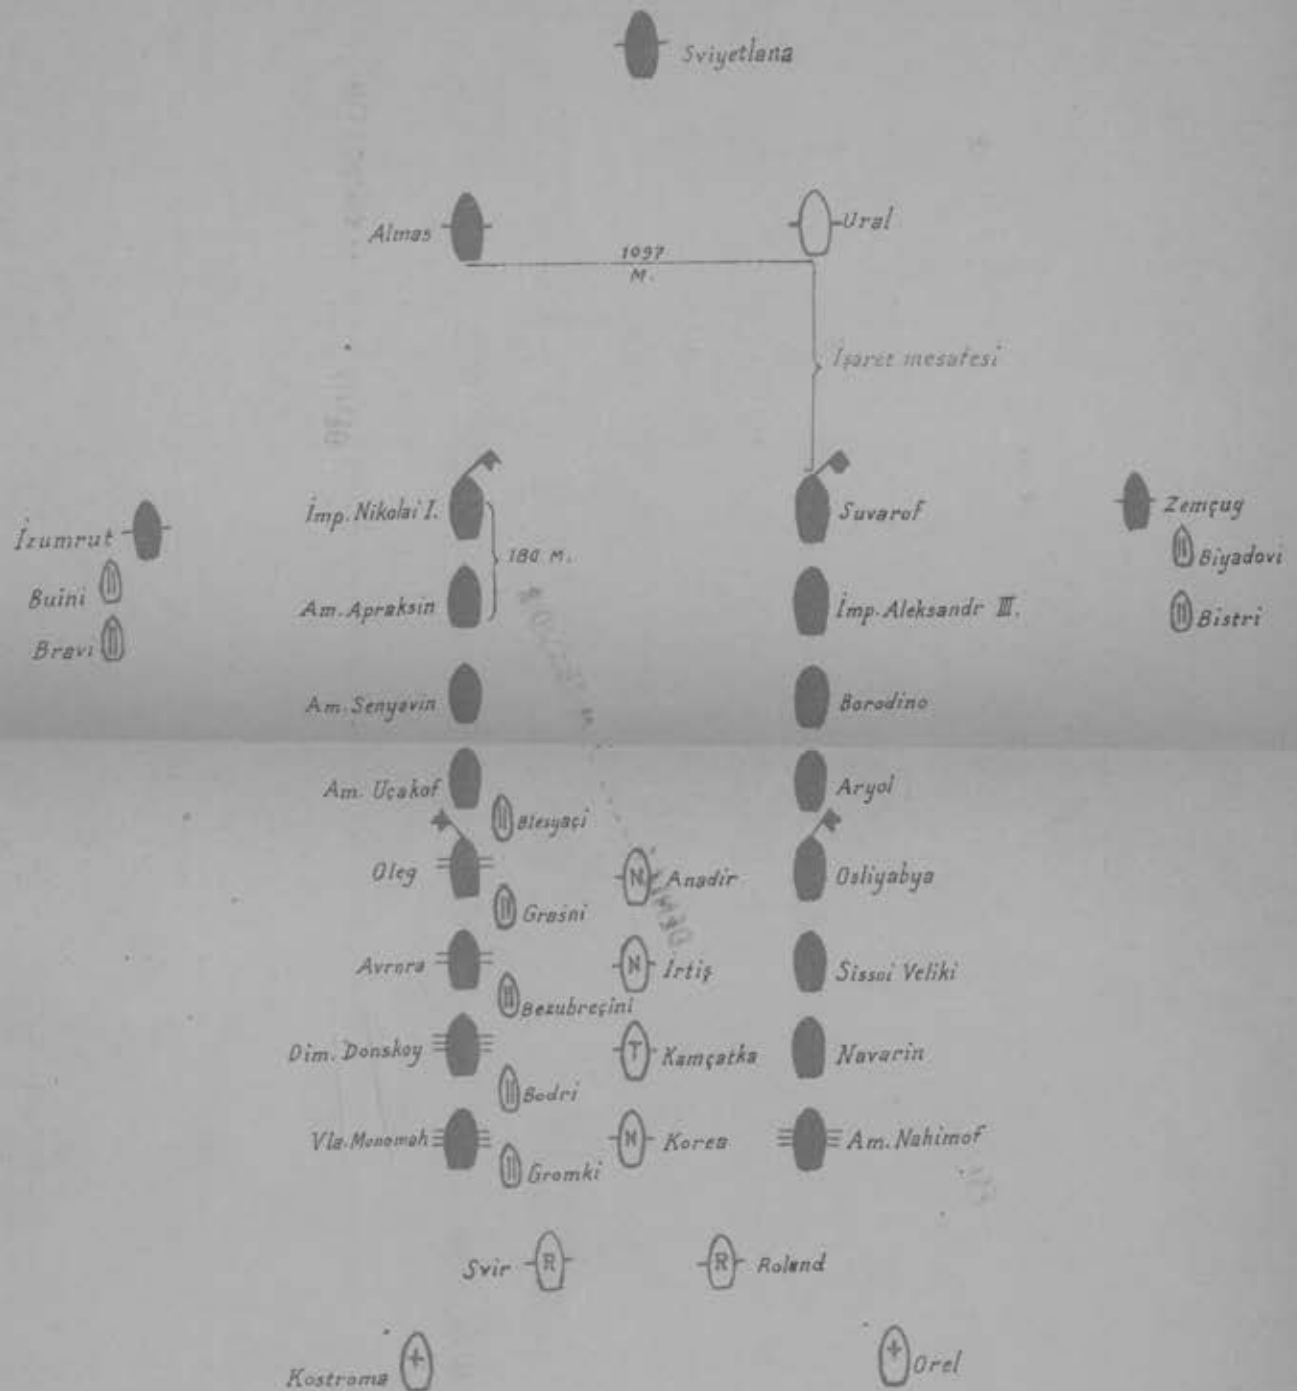 Sviyetlana
Almas
Ural
1097
M.
İşaret mesafesi
İmp. Nikolai I.
Suvarof
Zemçug
İzumrut
180 M.
Biyadovi
Buini
Am. Apraksin
İmp. Aleksandr III.
Bistri
Bravi
Am. Senyavin
Borodino
Am. Uçakof
Aryol
Blesyaçi
Oleg
N
Anadir
Osliyabya
Grosni
Avrora
N
İrtiş
Sissoi Veliki
Bezubreçini
Dim. Donskoy
T
Kamçatka
Navarin
Bodri
Vla. Monomah
N
Korea
Am. Nahimof
Gromki
Svir
R
R
Roland
Kostroma
Orel